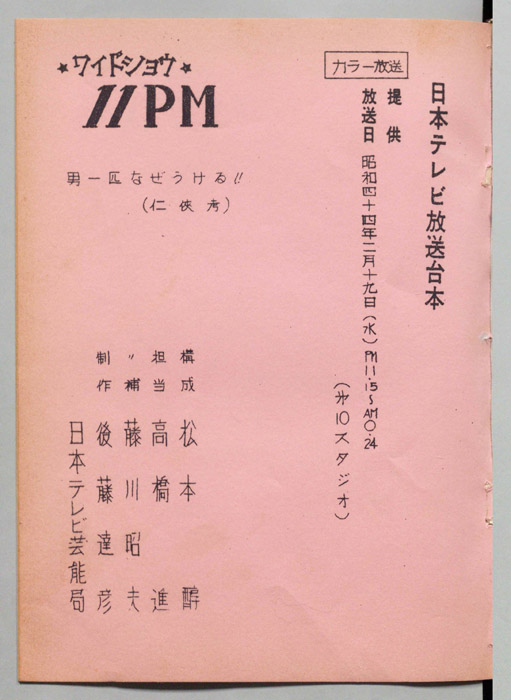 日本テレビ放送台本
カラー放送
提供
放送日 昭和四十四年二月十九日(水)PM11.15〜AM0.24
(第10スタジオ)
★ワイドショウ★
11PM
男一匹なぜうける!!
(仁侠考)
構成 松本 醇
担当 高橋 進
〃補 藤川昭夫
制作 後藤達彦
日本テレビ芸能局